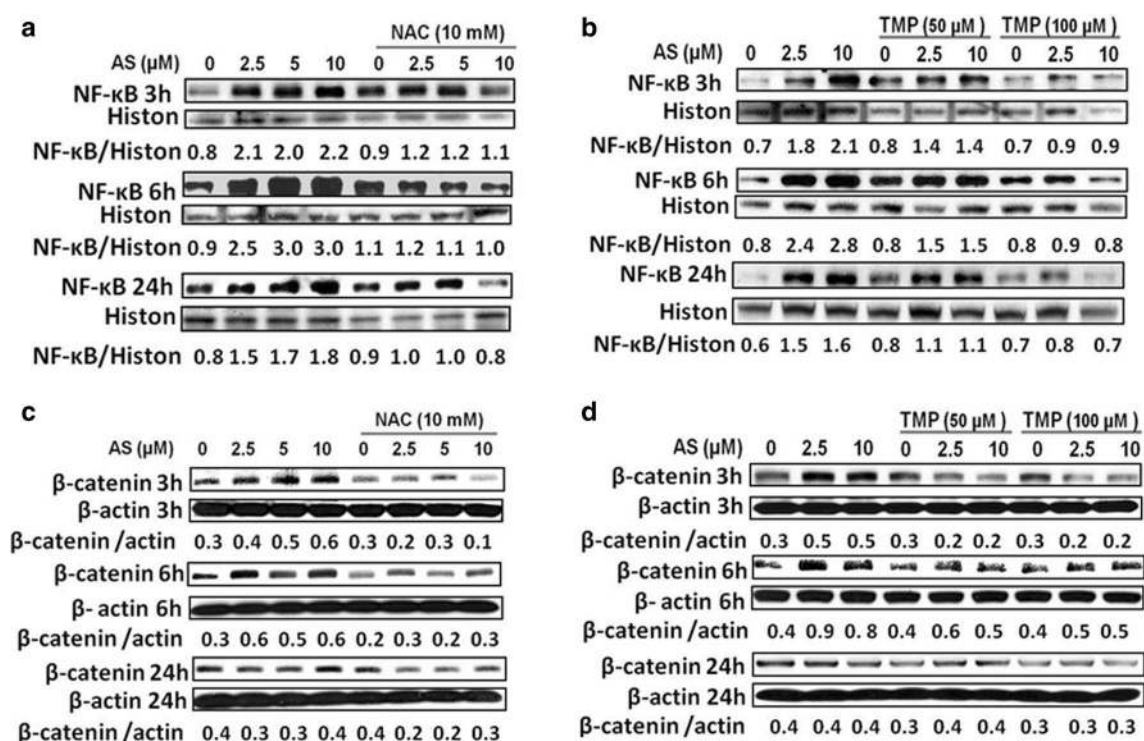 a
NAC (10 mM)
AS (μM) 0 2.5 5 10 0 2.5 5 10
NF-κB 3h
Histon
NF-κB/Histon 0.8 2.1 2.0 2.2 0.9 1.2 1.2 1.1
NF-κB 6h
Histon
NF-κB/Histon 0.9 2.5 3.0 3.0 1.1 1.2 1.1 1.0
NF-κB 24h
Histon
NF-κB/Histon 0.8 1.5 1.7 1.8 0.9 1.0 1.0 0.8
b
TMP (50 μM) TMP (100 μM)
AS (μM) 0 2.5 10 0 2.5 10 0 2.5 10
NF-κB 3h
Histon
NF-κB/Histon 0.7 1.8 2.1 0.8 1.4 1.4 0.7 0.9 0.9
NF-κB 6h
Histon
NF-κB/Histon 0.8 2.4 2.8 0.8 1.5 1.5 0.8 0.9 0.8
NF-κB 24h
Histon
NF-κB/Histon 0.6 1.5 1.6 0.8 1.1 1.1 0.7 0.8 0.7
c
NAC (10 mM)
AS (μM) 0 2.5 5 10 0 2.5 5 10
β-catenin 3h
β-actin 3h
β-catenin /actin 0.3 0.4 0.5 0.6 0.3 0.2 0.3 0.1
β-catenin 6h
β- actin 6h
β-catenin /actin 0.3 0.6 0.5 0.6 0.2 0.3 0.2 0.3
β-catenin 24h
β-actin 24h
β-catenin /actin 0.4 0.3 0.3 0.4 0.4 0.2 0.2 0.3
d
TMP (50 μM ) TMP (100 μM )
AS (μM) 0 2.5 10 0 2.5 10 0 2.5 10
β-catenin 3h
β-actin 3h
β-catenin /actin 0.3 0.5 0.5 0.3 0.2 0.2 0.3 0.2 0.2
β-catenin 6h
β- actin 6h
β-catenin /actin 0.4 0.9 0. 8 0.4 0.6 0.5 0.4 0.5 0.5
β-catenin 24h
β-actin 24h
β-catenin /actin 0.4 0.4 0.4 0.3 0.4 0.4 0.3 0.3 0.3